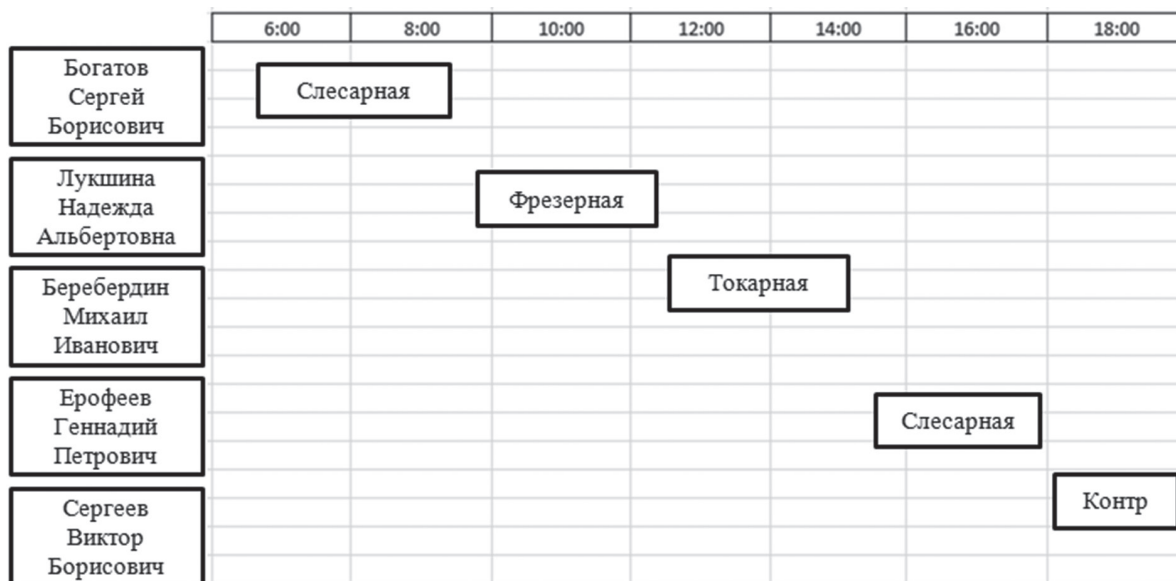 6:00 8:00 10:00 12:00 14:00 16:00 18:00
Богатов
Сергей
Борисович
Слесарная
Лукшина
Надежда
Альбертовна
Фрезерная
Беребердин
Михаил
Иванович
Токарная
Ерофеев
Геннадий
Петрович
Слесарная
Сергеев
Виктор
Борисович
Контр